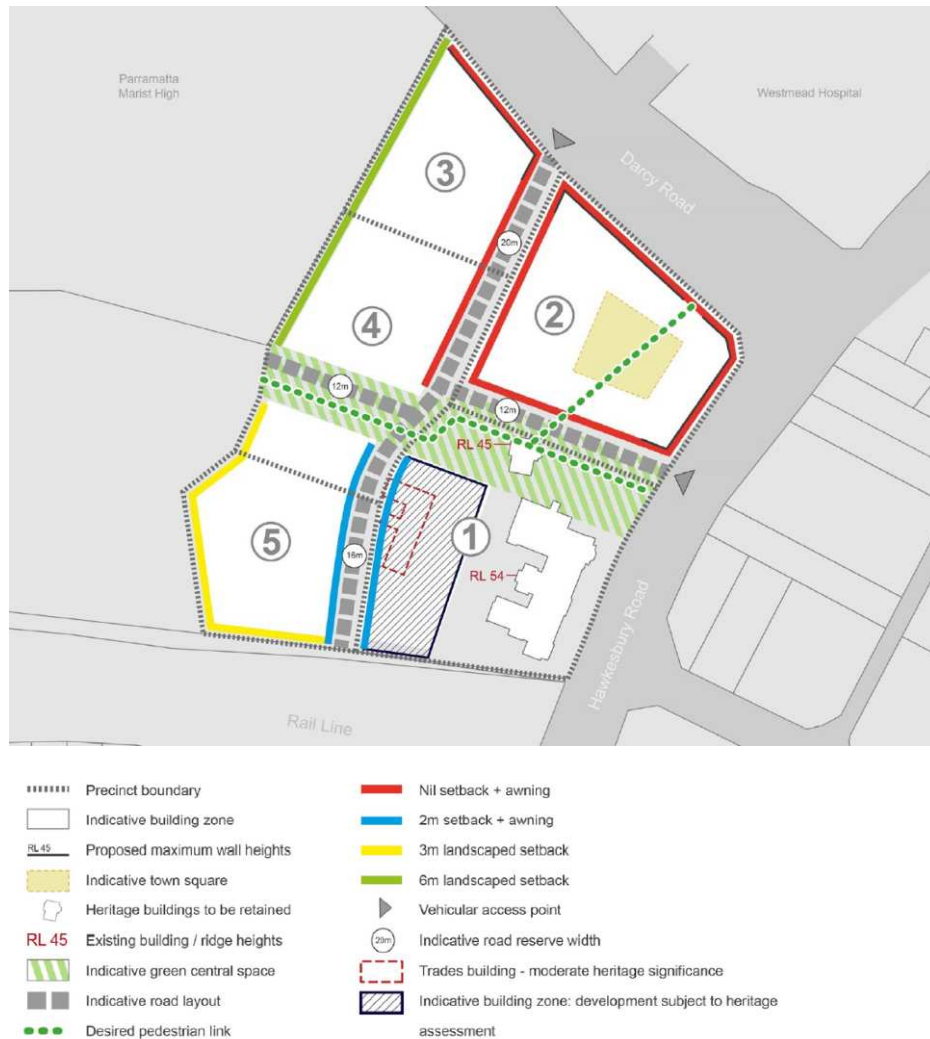 Parramatta
Marist High
Westmead Hospital
Darcy Road
3
20m
2
4
12m
12m
RL 45
1
5
16m
RL 54
Hawkesbury Road
Rail Line
Precinct boundary
Indicative building zone
RL 45 Proposed maximum wall heights
Indicative town square
Heritage buildings to be retained
RL 45 Existing building / ridge heights
Indicative green central space
Indicative road layout
Desired pedestrian link
Nil setback + awning
2m setback + awning
3m landscaped setback
6m landscaped setback
Vehicular access point
20m Indicative road reserve width
Trades building - moderate heritage significance
Indicative building zone: development subject to heritage
assessment